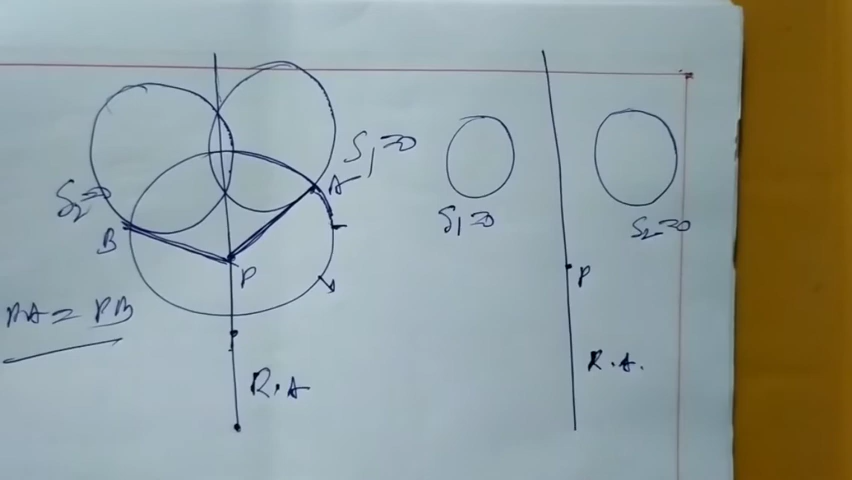 S₁=0
S₂=0
A
B
P
PA = PB
R.A
S₁=0
S₂=0
P
R.A.